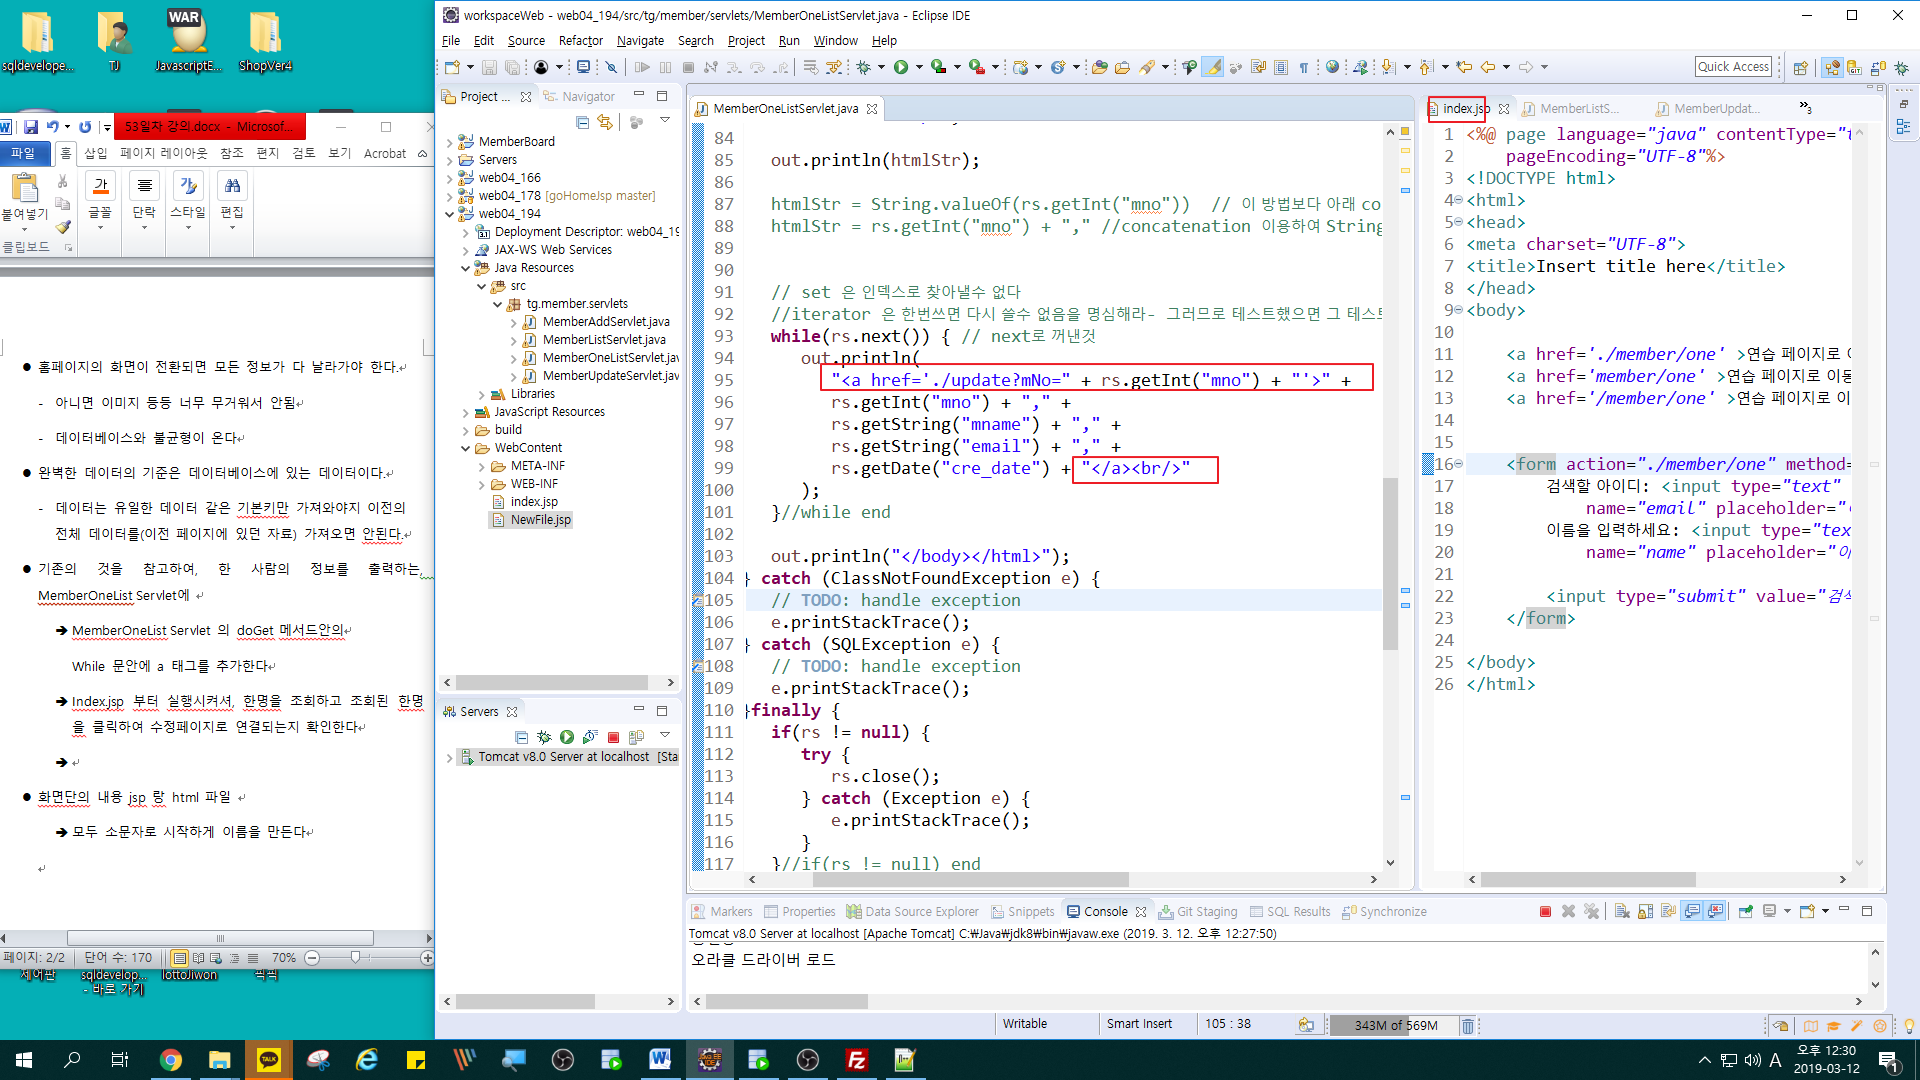 sqldevelope...
TJ
JavascriptE...
ShopVer4
WAR
53일차 강의.docx - Microsof...
파일
홈
삽입
페이지 레이아웃
참조
편지
검토
보기
Acrobat
붙여넣기
글꼴
단락
스타일
편집
클립보드
● 홈페이지의 화면이 전환되면 모든 정보가 다 날라가야 한다.
- 아니면 이미지 등등 너무 무거워서 안됨
- 데이터베이스와 불균형이 온다
● 완벽한 데이터의 기준은 데이터베이스에 있는 데이터이다.
- 데이터는 유일한 데이터 같은 기본키만 가져와야지 이전의
전체 데이터를(이전 페이지에 있던 자료) 가져오면 안된다.
● 기존의 것을 참고하여, 한 사람의 정보를 출력하는,
MemberOneList Servlet에
➔ MemberOneList Servlet 의 doGet 메서드안의
While 문안에 a 태그를 추가한다
➔ Index.jsp 부터 실행시켜서, 한명을 조회하고 조회된 한명
을 클릭하여 수정페이지로 연결되는지 확인한다
➔
● 화면단의 내용 jsp 랑 html 파일
➔ 모두 소문자로 시작하게 이름을 만든다
페이지: 2/2
단어 수: 170
70%
제어판
sqldevelop...
- 바로 가기
lottoJiwon
픽픽
workspaceWeb - web04_194/src/tg/member/servlets/MemberOneListServlet.java - Eclipse IDE
File Edit Source Refactor Navigate Search Project Run Window Help
Quick Access
Project ...
Navigator
MemberBoard
Servers
web04_166
web04_178 [goHomeJsp master]
web04_194
Deployment Descriptor: web04_19
JAX-WS Web Services
Java Resources
src
tg.member.servlets
MemberAddServlet.java
MemberListServlet.java
MemberOneListServlet.jav
MemberUpdateServlet.jav
Libraries
JavaScript Resources
build
WebContent
META-INF
WEB-INF
index.jsp
NewFile.jsp
Servers
Tomcat v8.0 Server at localhost [Sta
MemberOneListServlet.java
84
85 out.println(htmlStr);
86
87 htmlStr = String.valueOf(rs.getInt("mno")) // 이 방법보다 아래 co
88 htmlStr = rs.getInt("mno") + "," //concatenation 이용하여 String
89
90
91 // set 은 인덱스로 찾아낼수 없다
92 //iterator 은 한번쓰면 다시 쓸수 없음을 명심해라- 그러므로 테스트했으면 그 테스트
93 while(rs.next()) { // next로 꺼낸것
94 out.println(
95 "<a href='./update?mNo=" + rs.getInt("mno") + "'>" +
96 rs.getInt("mno") + "," +
97 rs.getString("mname") + "," +
98 rs.getString("email") + "," +
99 rs.getDate("cre_date") + "</a><br/>"
100 );
101 }//while end
102
103 out.println("</body></html>");
104 } catch (ClassNotFoundException e) {
105 // TODO: handle exception
106 e.printStackTrace();
107 } catch (SQLException e) {
108 // TODO: handle exception
109 e.printStackTrace();
110 }finally {
111 if(rs != null) {
112 try {
113 rs.close();
114 } catch (Exception e) {
115 e.printStackTrace();
116 }
117 }//if(rs != null) end
index.jsp
MemberListS...
MemberUpdat...
»3
1 <%@ page language="java" contentType="t
2 pageEncoding="UTF-8"%>
3 <!DOCTYPE html>
4 <html>
5 <head>
6 <meta charset="UTF-8">
7 <title>Insert title here</title>
8 </head>
9 <body>
10
11 <a href='./member/one' >연습 페이지로 이
12 <a href='member/one' >연습 페이지로 이동
13 <a href='/member/one' >연습 페이지로 이
14
15
16 <form action="./member/one" method=
17 검색할 아이디: <input type="text"
18 name="email" placeholder="
19 이름을 입력하세요: <input type="tex
20 name="name" placeholder="이
21
22 <input type="submit" value="검색
23 </form>
24
25 </body>
26 </html>
Markers
Properties
Data Source Explorer
Snippets
Console
Git Staging
SQL Results
Synchronize
Tomcat v8.0 Server at localhost [Apache Tomcat] C:₩Java₩jdk8₩bin₩javaw.exe (2019. 3. 12. 오후 12:27:50)
오라클 드라이버 로드
Writable
Smart Insert
105 : 38
343M of 569M
TALK
A
오후 12:30
2019-03-12
1